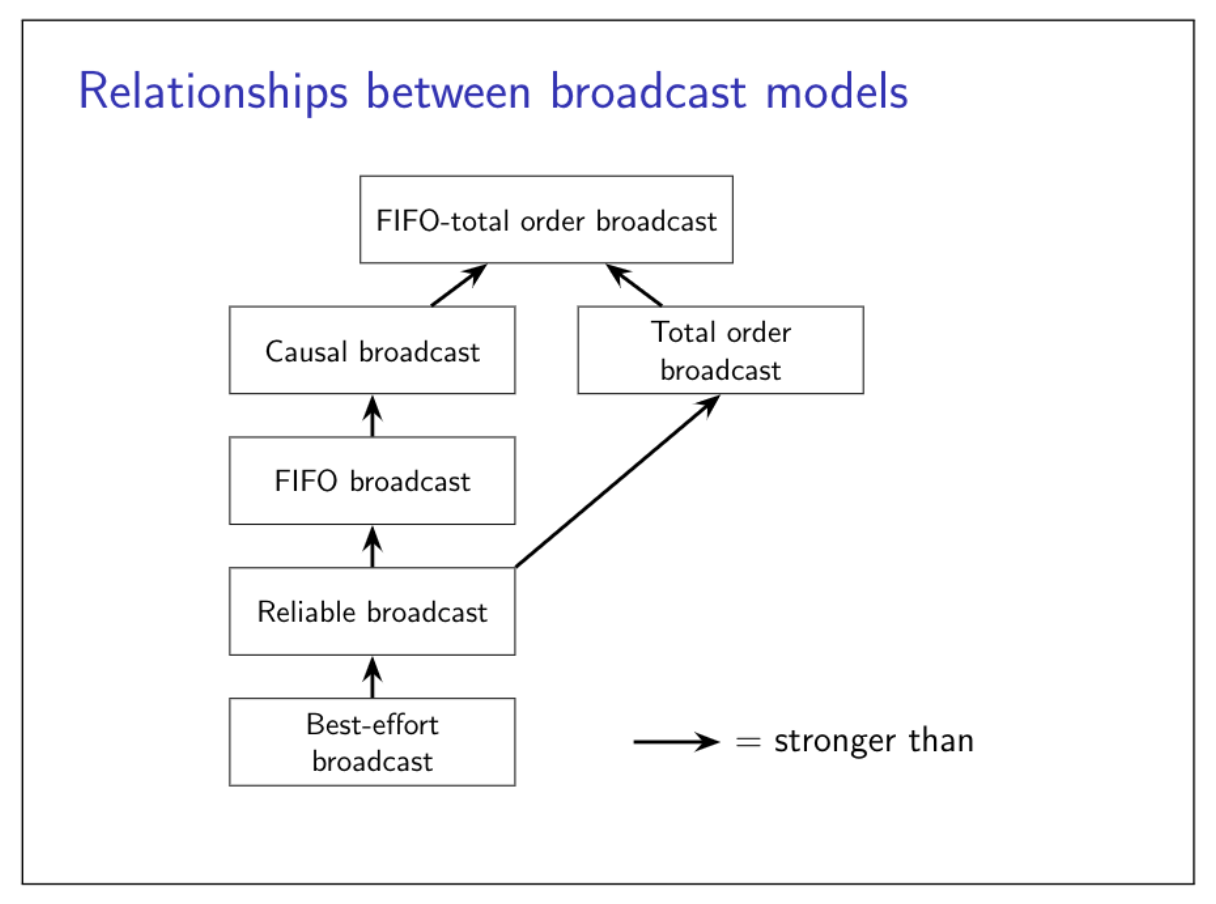 Relationships between broadcast models
FIFO-total order broadcast
Causal broadcast
Total order
broadcast
FIFO broadcast
Reliable broadcast
Best-effort
broadcast
= stronger than